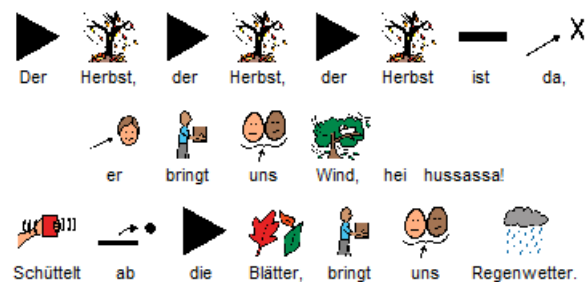 Der Herbst, der Herbst, der Herbst ist da,
er bringt uns Wind, hei hussassa!
Schüttelt ab die Blätter, bringt uns Regenwetter.